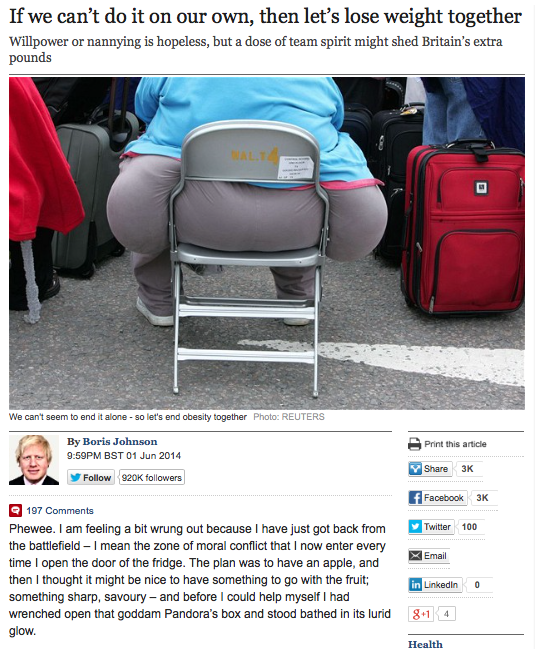 If we can't do it on our own, then let's lose weight together
Willpower or nannying is hopeless, but a dose of team spirit might shed Britain's extra
pounds
WAL.T4
We can't seem to end it alone - so let's end obesity together Photo: REUTERS
By Boris Johnson
9:59PM BST 01 Jun 2014
Follow 920K followers
197 Comments
Phewee. I am feeling a bit wrung out because I have just got back from
the battlefield – I mean the zone of moral conflict that I now enter every
time I open the door of the fridge. The plan was to have an apple, and
then I thought it might be nice to have something to go with the fruit;
something sharp, savoury – and before I could help myself I had
wrenched open that goddam Pandora's box and stood bathed in its lurid
glow.
Print this article
Share 3K
Facebook 3K
Twitter 100
Email
LinkedIn 0
g+1 4
Health